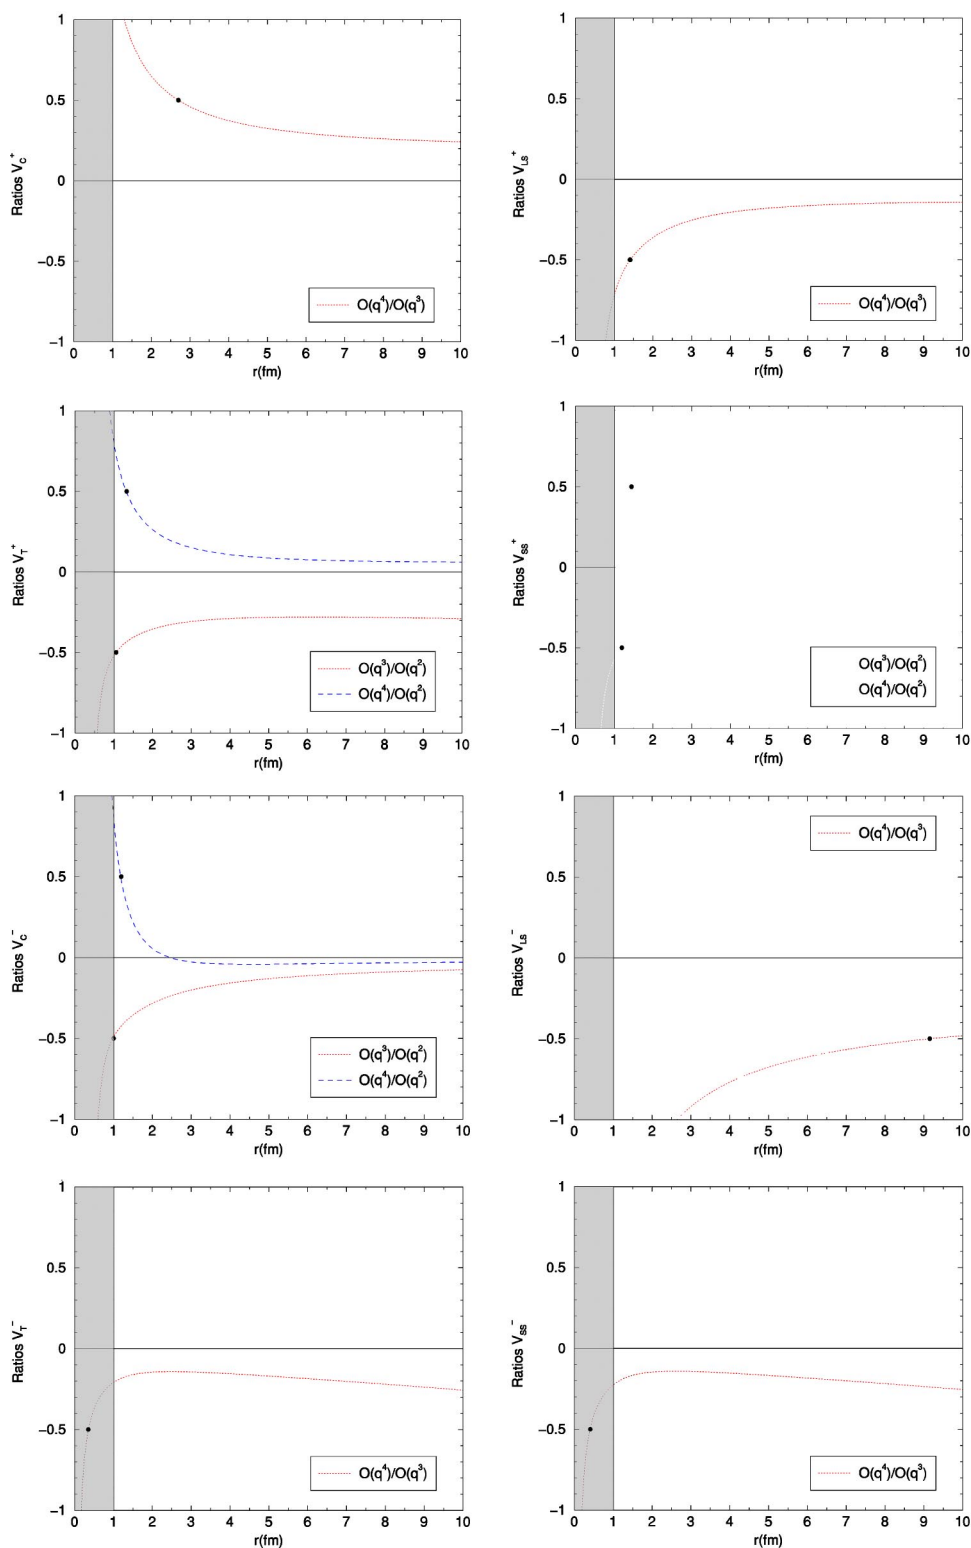 1
0.5
0
−0.5
−1
Ratios V_C^+
O(q^4)/O(q^3)
0 1 2 3 4 5 6 7 8 9 10
r(fm)
1
0.5
0
−0.5
−1
Ratios V_LS^+
O(q^4)/O(q^3)
0 1 2 3 4 5 6 7 8 9 10
r(fm)
1
0.5
0
−0.5
−1
Ratios V_T^+
O(q^3)/O(q^2)
O(q^4)/O(q^2)
0 1 2 3 4 5 6 7 8 9 10
r(fm)
1
0.5
0
−0.5
−1
Ratios V_SS^+
O(q^3)/O(q^2)
O(q^4)/O(q^2)
0 1 2 3 4 5 6 7 8 9 10
r(fm)
1
0.5
0
−0.5
−1
Ratios V_C^−
O(q^3)/O(q^2)
O(q^4)/O(q^2)
0 1 2 3 4 5 6 7 8 9 10
r(fm)
1
0.5
0
−0.5
−1
Ratios V_LS^−
O(q^4)/O(q^3)
0 1 2 3 4 5 6 7 8 9 10
r(fm)
1
0.5
0
−0.5
−1
Ratios V_T^−
O(q^4)/O(q^3)
0 1 2 3 4 5 6 7 8 9 10
r(fm)
1
0.5
0
−0.5
−1
Ratios V_SS^−
O(q^4)/O(q^3)
0 1 2 3 4 5 6 7 8 9 10
r(fm)